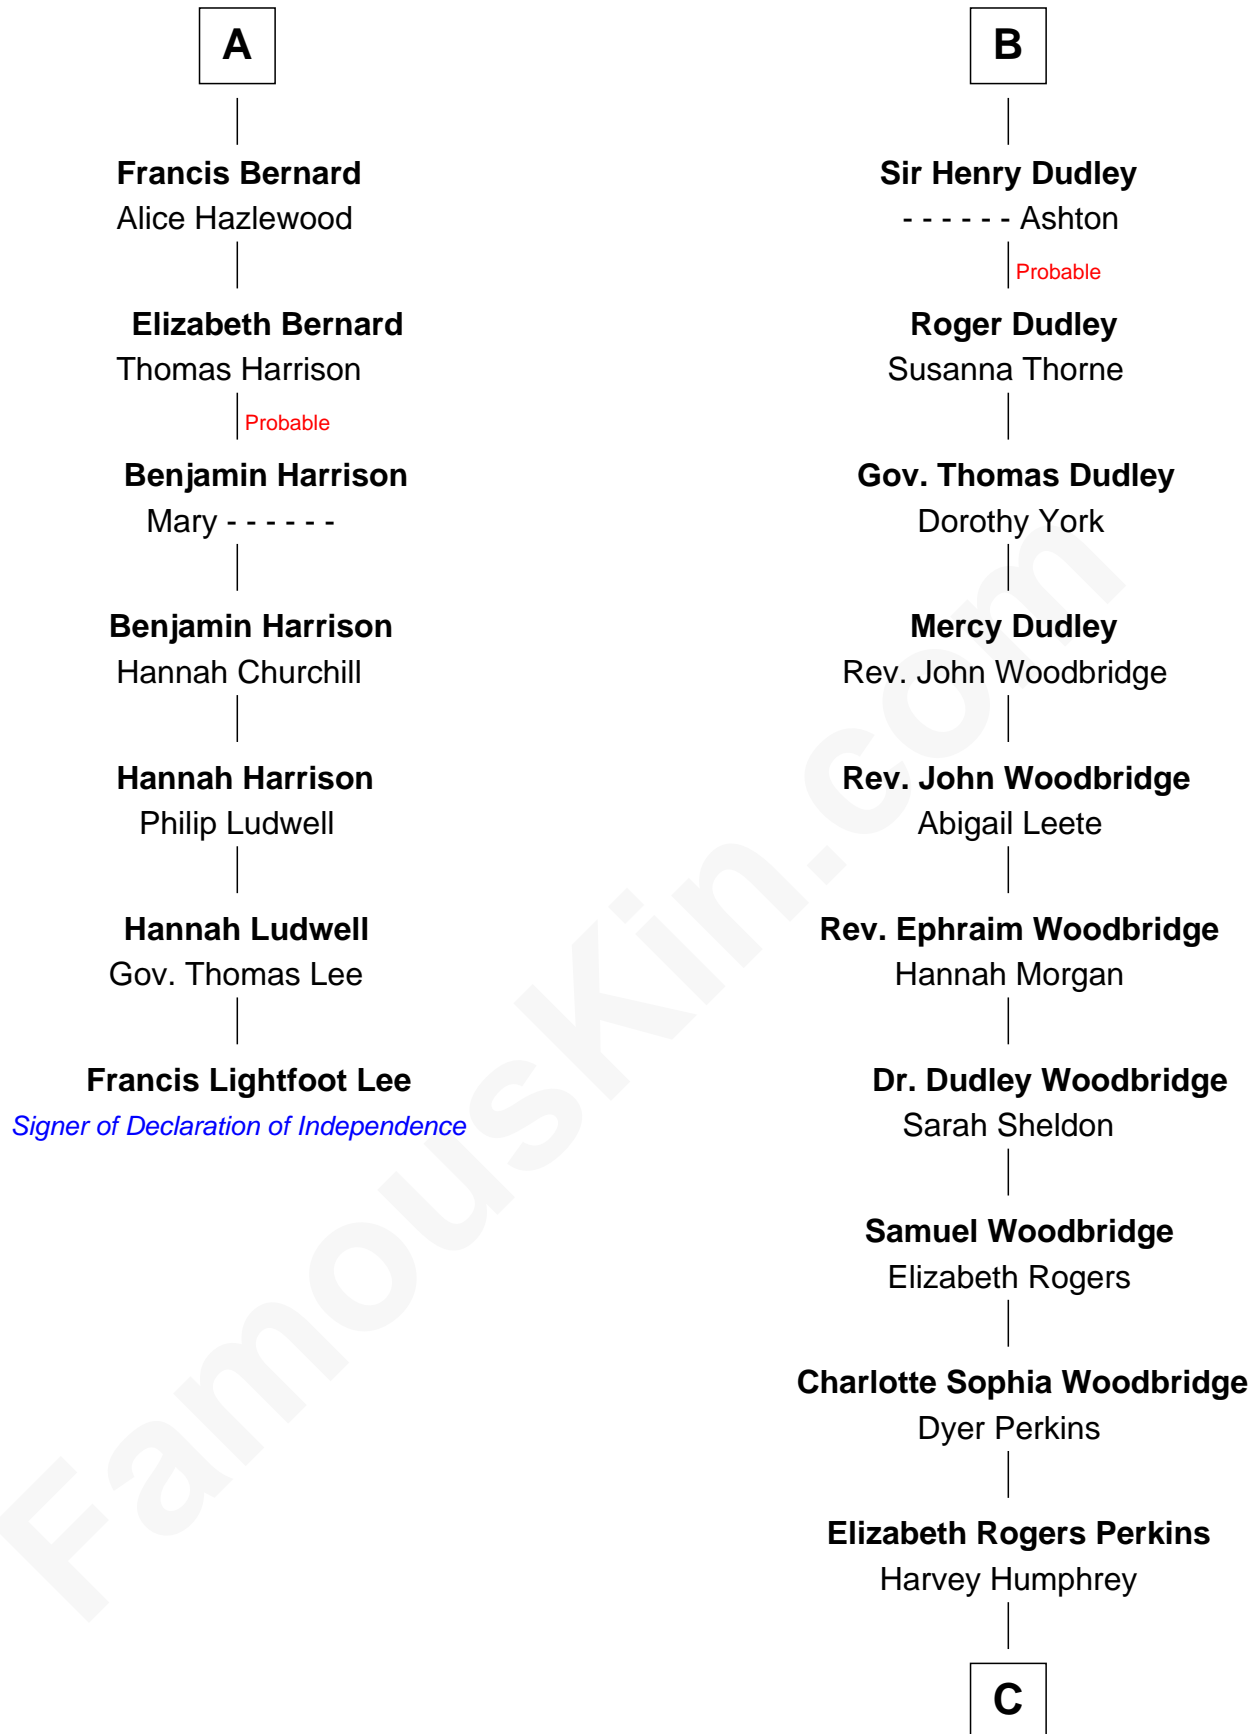 A
Francis Bernard
Alice Hazlewood
Elizabeth Bernard
Thomas Harrison
Probable
Benjamin Harrison
Mary - - - - - -
Benjamin Harrison
Hannah Churchill
Hannah Harrison
Philip Ludwell
Hannah Ludwell
Gov. Thomas Lee
Francis Lightfoot Lee
Signer of Declaration of Independence
B
Sir Henry Dudley
- - - - - - Ashton
Probable
Roger Dudley
Susanna Thorne
Gov. Thomas Dudley
Dorothy York
Mercy Dudley
Rev. John Woodbridge
Rev. John Woodbridge
Abigail Leete
Rev. Ephraim Woodbridge
Hannah Morgan
Dr. Dudley Woodbridge
Sarah Sheldon
Samuel Woodbridge
Elizabeth Rogers
Charlotte Sophia Woodbridge
Dyer Perkins
Elizabeth Rogers Perkins
Harvey Humphrey
C
FamousKin.com